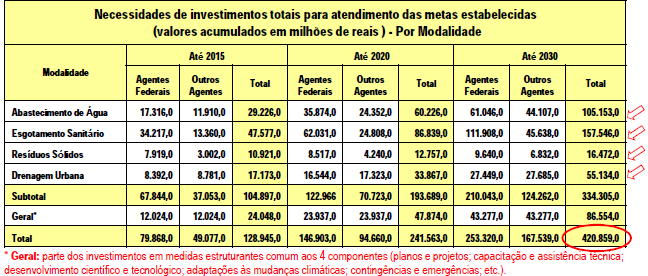 Necessidades de investimentos totais para atendimento das metas estabelecidas
(valores acumulados em milhões de reais ) - Por Modalidade
Modalidade Até 2015 Até 2020 Até 2030
Agentes Federais Outros Agentes Total Agentes Federais Outros Agentes Total Agentes Federais Outros Agentes Total
Abastecimento de Água 17.316,0 11.910,0 29.226,0 35.874,0 24.352,0 60.226,0 61.046,0 44.107,0 105.153,0
Esgotamento Sanitário 34.217,0 13.360,0 47.577,0 62.031,0 24.808,0 86.839,0 111.908,0 45.638,0 157.546,0
Resíduos Sólidos 7.919,0 3.002,0 10.921,0 8.517,0 4.240,0 12.757,0 9.640,0 6.832,0 16.472,0
Drenagem Urbana 8.392,0 8.781,0 17.173,0 16.544,0 17.323,0 33.867,0 27.449,0 27.685,0 55.134,0
Subtotal 67.844,0 37.053,0 104.897,0 122.966 70.723,0 193.689,0 210.043,0 124.262,0 334.305,0
Geral* 12.024,0 12.024,0 24.048,0 23.937,0 23.937,0 47.874,0 43.277,0 43.277,0 86.554,0
Total 79.868,0 49.077,0 128.945,0 146.903,0 94.660,0 241.563,0 253.320,0 167.539,0 420.859,0
* Geral: parte dos investimentos em medidas estruturantes comum aos 4 componentes (planos e projetos; capacitação e assistência técnica;
desenvolvimento científico e tecnológico; adaptações às mudanças climáticas; contingências e emergências; etc.).